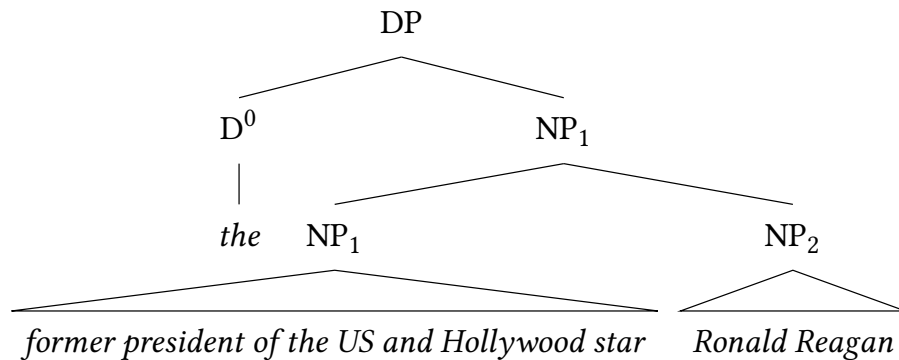 DP
D⁰ NP₁
the NP₁ NP₂
former president of the US and Hollywood star Ronald Reagan